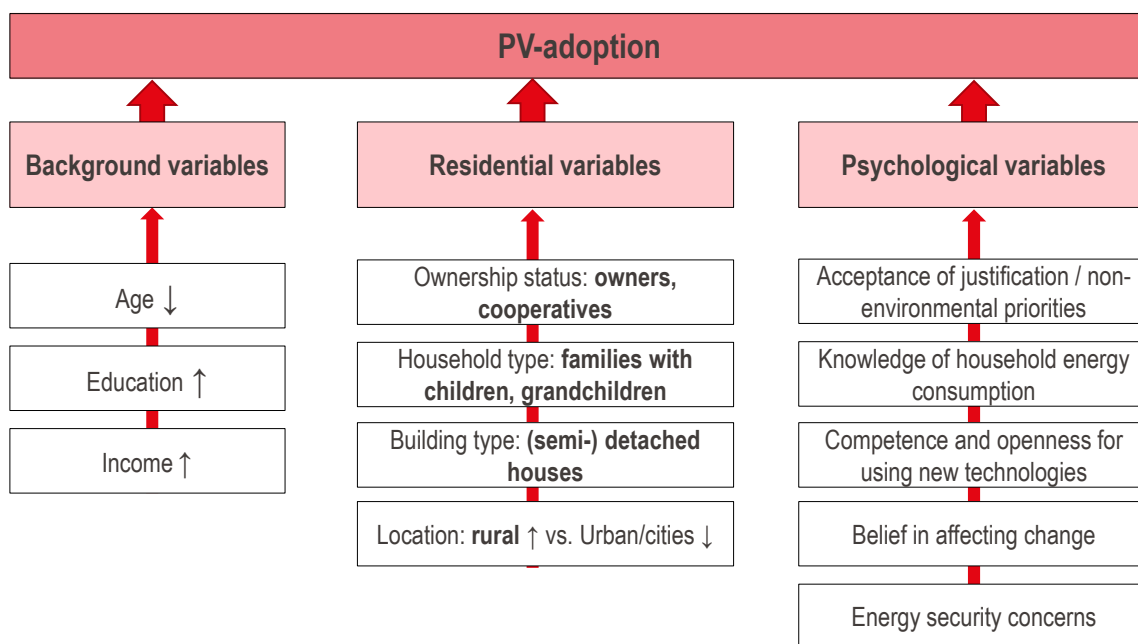 PV-adoption
Background variables
Age ↓
Education ↑
Income ↑
Residential variables
Ownership status: owners,
cooperatives
Household type: families with
children, grandchildren
Building type: (semi-) detached
houses
Location: rural ↑ vs. Urban/cities ↓
Psychological variables
Acceptance of justification / non-
environmental priorities
Knowledge of household energy
consumption
Competence and openness for
using new technologies
Belief in affecting change
Energy security concerns